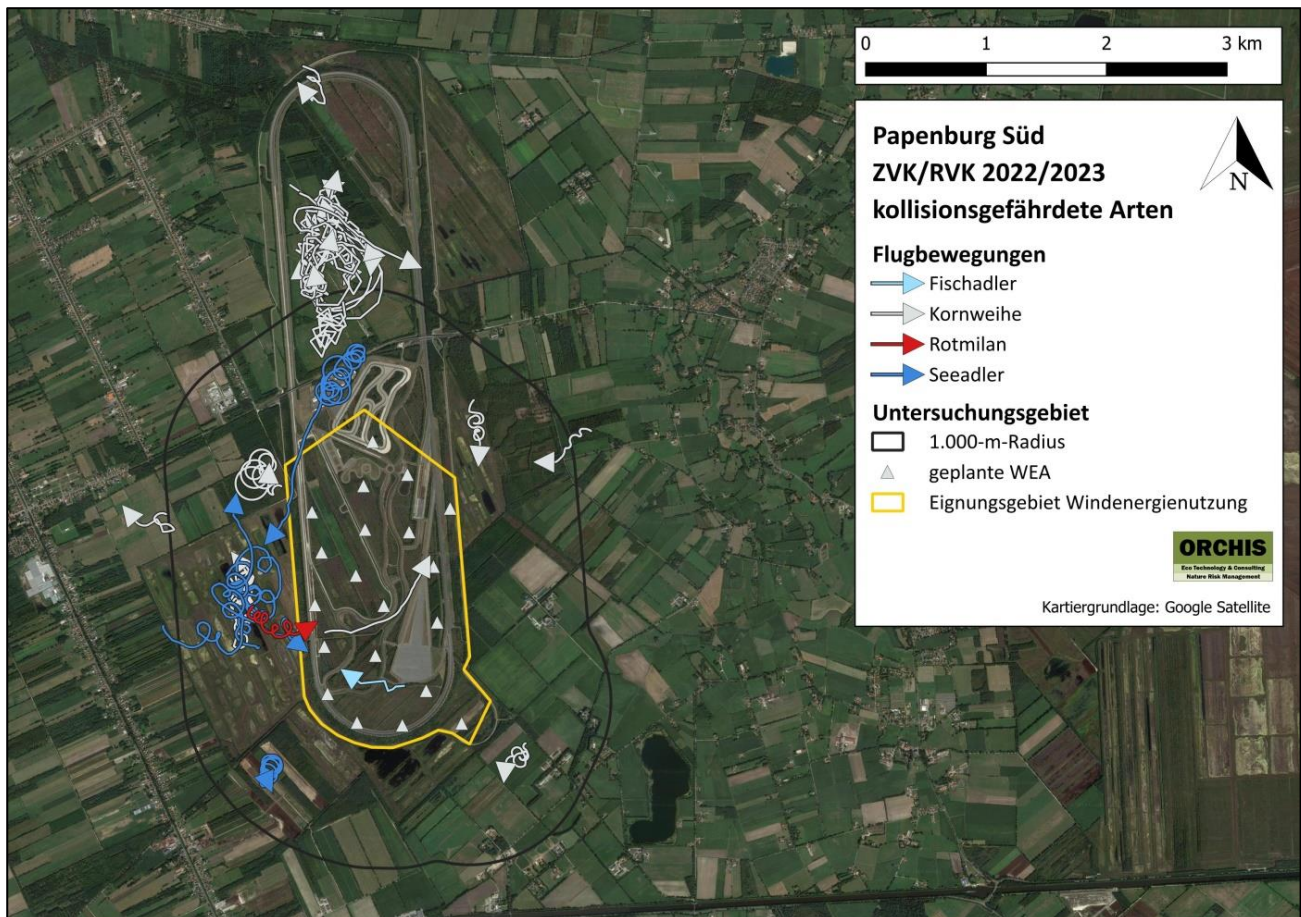 0 1 2 3 km
Papenburg Süd
ZVK/RVK 2022/2023
kollisionsgefährdete Arten
N
Flugbewegungen
Fischadler
Kornweihe
Rotmilan
Seeadler
Untersuchungsgebiet
1.000-m-Radius
geplante WEA
Eignungsgebiet Windenergienutzung
ORCHIS
Eco Technology & Consulting
Nature Risk Management
Kartiergrundlage: Google Satellite